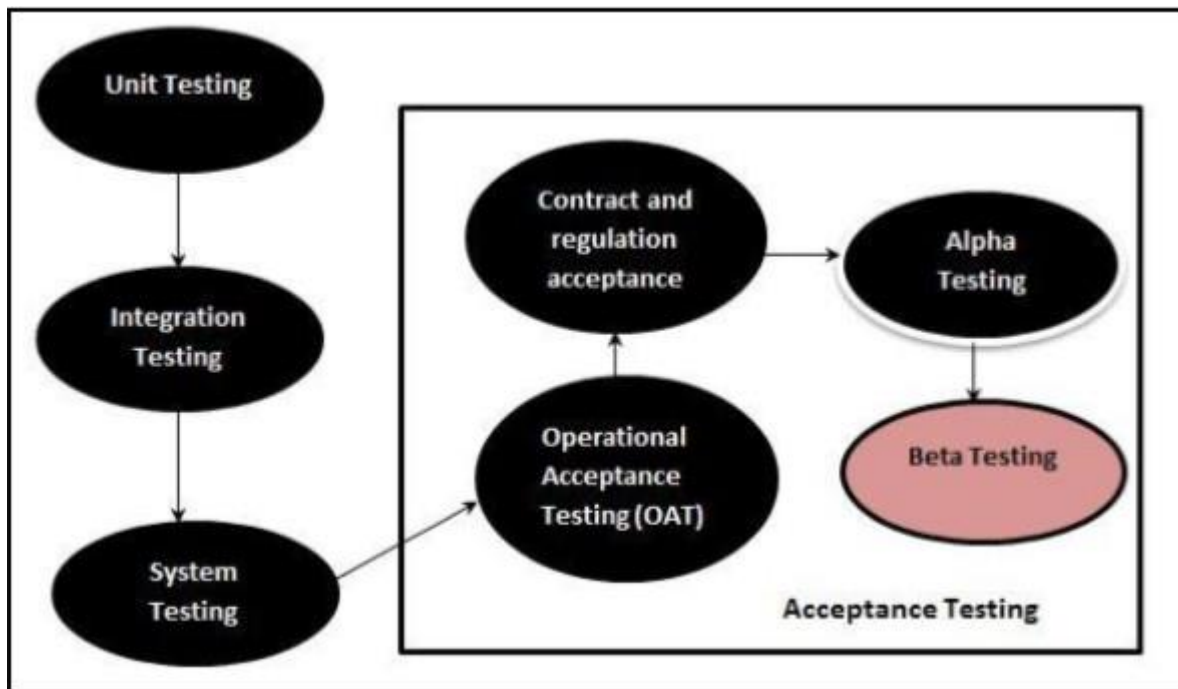 Unit Testing
Integration
Testing
System
Testing
Operational
Acceptance
Testing (OAT)
Contract and
regulation
acceptance
Alpha
Testing
Beta Testing
Acceptance Testing